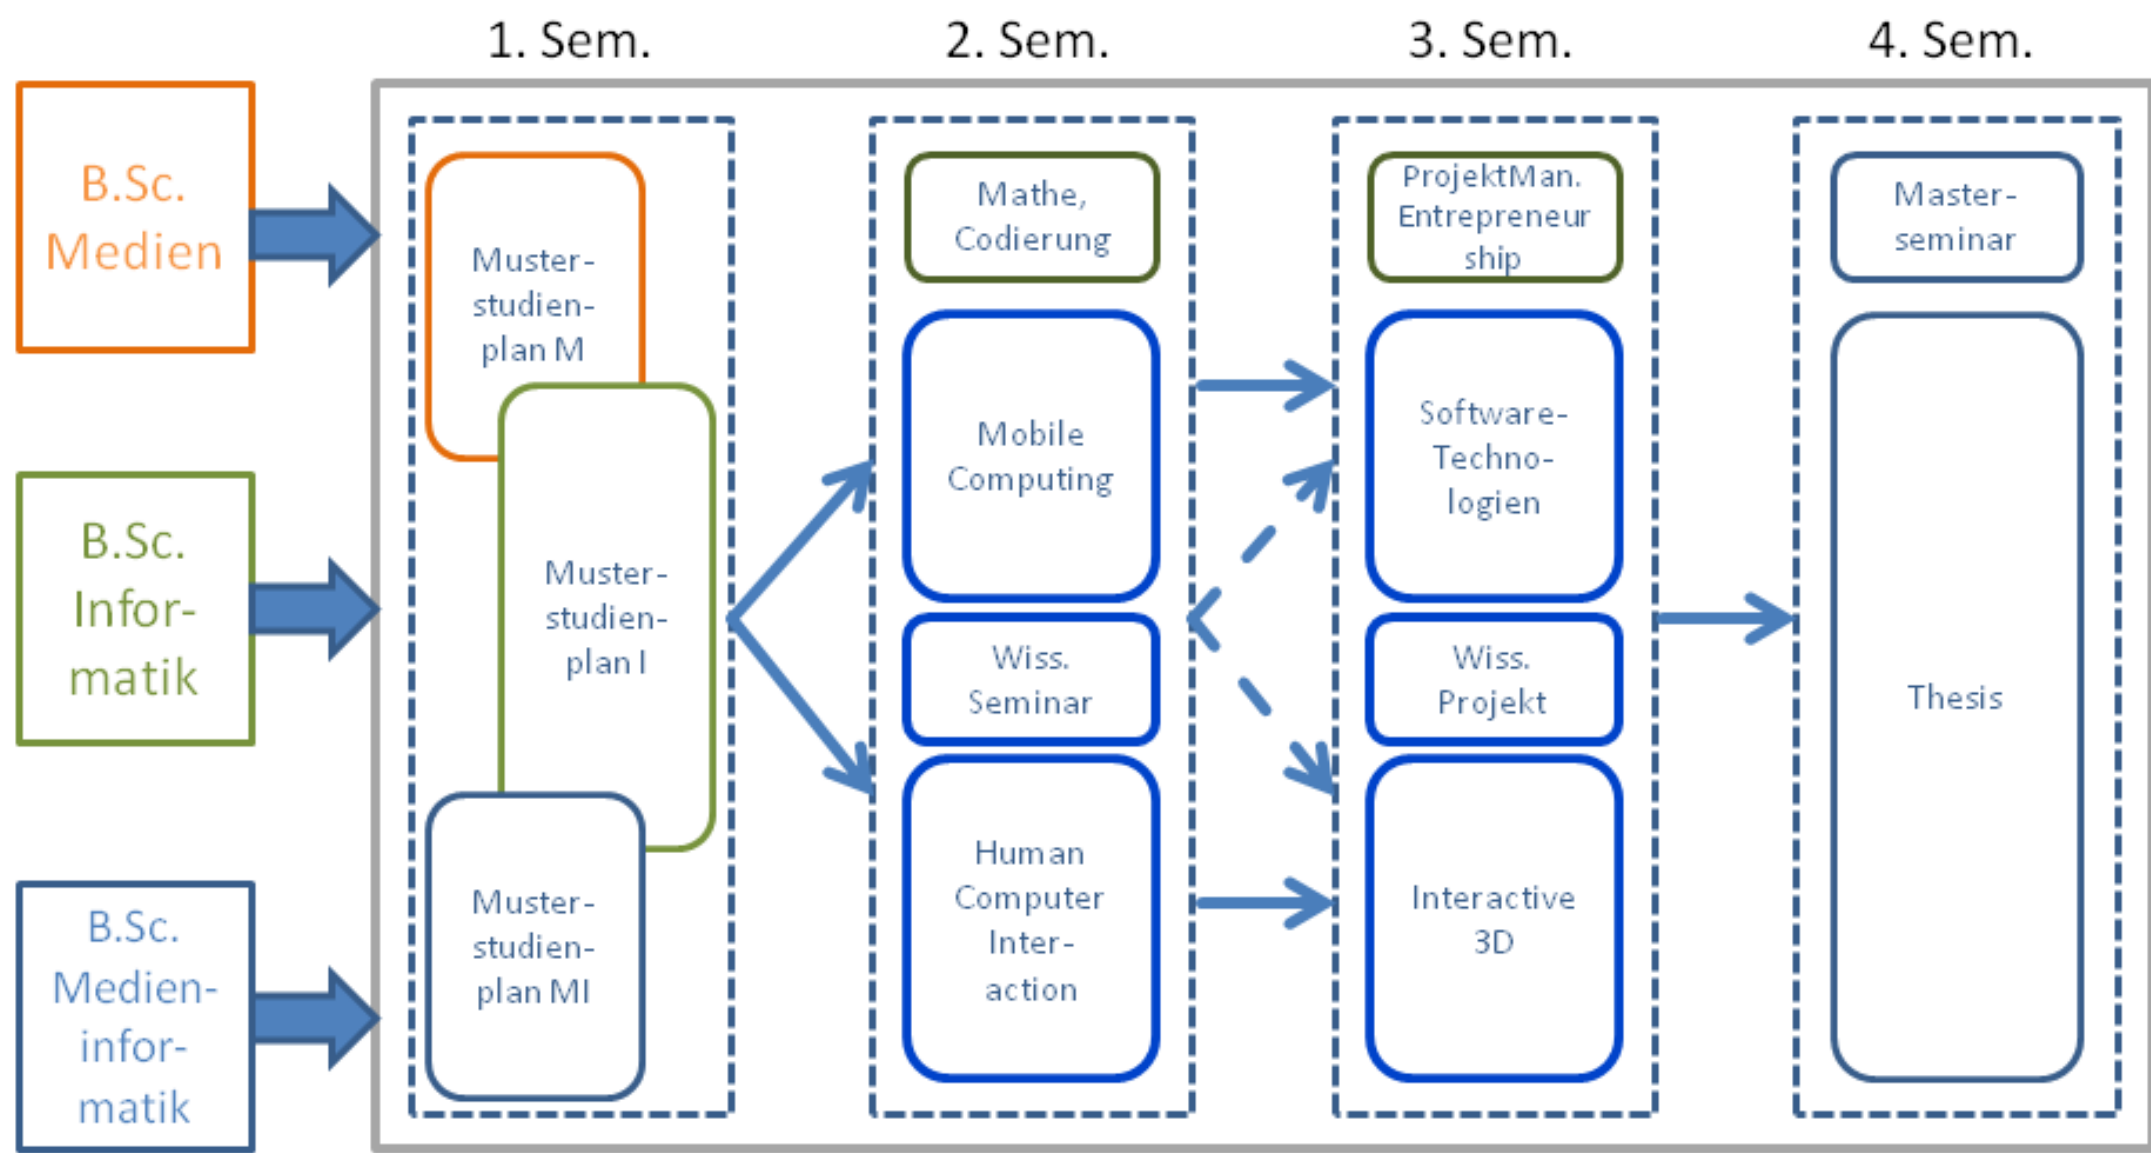 1. Sem.
2. Sem.
3. Sem.
4. Sem.
B.Sc.
Medien
B.Sc.
Infor-
matik
B.Sc.
Medien-
infor-
matik
Muster-
studien-
plan M
Muster-
studien-
plan I
Muster-
studien-
plan MI
Mathe,
Codierung
Mobile
Computing
Wiss.
Seminar
Human
Computer
Inter-
action
ProjektMan.
Entrepreneur
ship
Software-
Techno-
logien
Wiss.
Projekt
Interactive
3D
Master-
seminar
Thesis